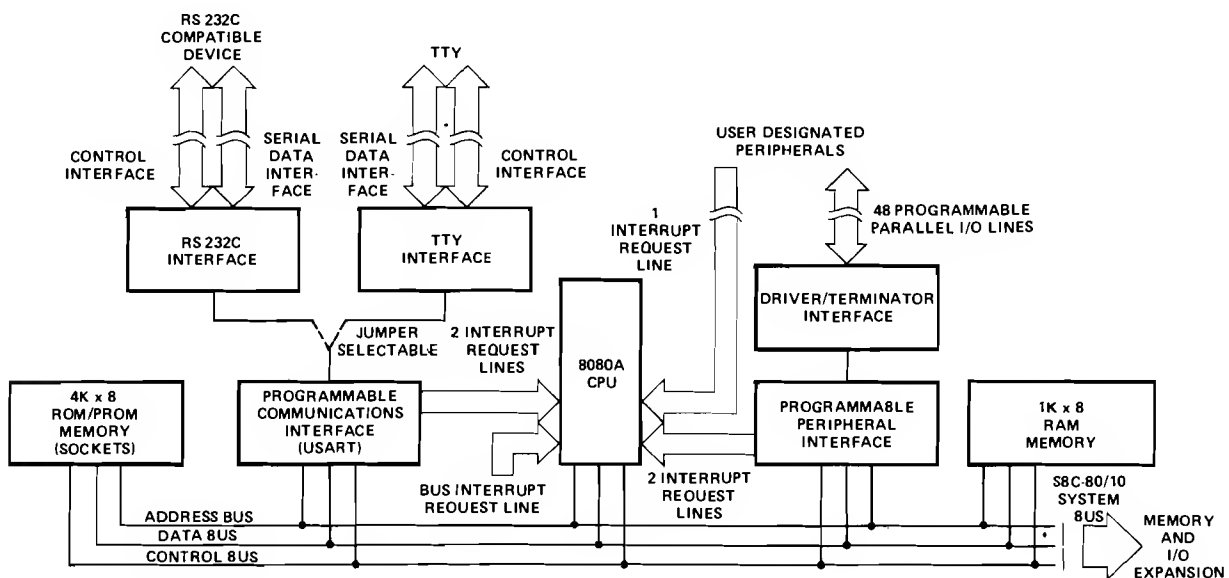 RS 232C
COMPATIBLE
DEVICE
TTY
CONTROL
INTERFACE
SERIAL
DATA
INTER-
FACE
SERIAL
DATA
INTER-
FACE
CONTROL
INTERFACE
USER DESIGNATED
PERIPHERALS
1
INTERRUPT
REQUEST
LINE
48 PROGRAMMABLE
PARALLEL I/O LINES
RS 232C
INTERFACE
TTY
INTERFACE
DRIVER/TERMINATOR
INTERFACE
JUMPER
SELECTABLE
2 INTERRUPT
REQUEST
LINES
8080A
CPU
4K x 8
ROM/PROM
MEMORY
(SOCKETS)
PROGRAMMABLE
COMMUNICATIONS
INTERFACE
(USART)
PROGRAMMA8LE
PERIPHERAL
INTERFACE
1K x 8
RAM
MEMORY
BUS INTERRUPT
REQUEST LINE
2 INTERRUPT
REQUEST
LINES
S8C-80/10
SYSTEM
8US
ADDRESS BUS
DATA 8US
CONTROL 8US
MEMORY
AND
I/O
EXPANSION